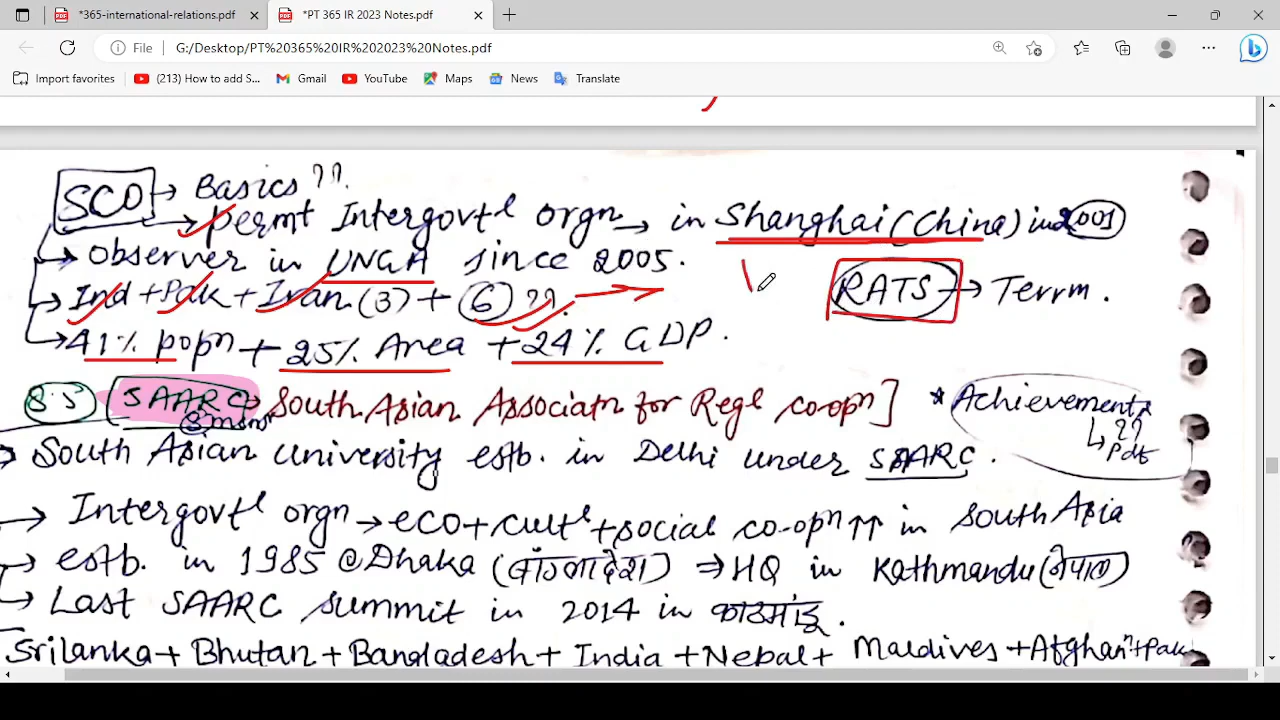 *365-international-relations.pdf
*PT 365 IR 2023 Notes.pdf
File G:/Desktop/PT%20365%20IR%202023%20Notes.pdf
Import favorites (213) How to add S... Gmail YouTube Maps News Translate
SCO → Basics ??.
→ permt Intergovtl orgn → in Shanghai (China) in 2001
→ observer in UNGA since 2005.
→ Ind + Pak + Iran (3) + 6 ??. RATS → Terrm.
→ 41% popn + 25% Area + 24% GDP.
8.5 [SAARC → South Asian Associatn for Regl co-opn] * Achievements
??
↳ Pdf
→ South Asian University estb. in Delhi under SAARC.
→ Intergovtl orgn → eco + cultl + social co-opn ↑↑ in South Asia
→ estb. in 1985 @ Dhaka (बांग्लादेश) ⇒ HQ in Kathmandu (नेपाल)
→ Last SAARC summit in 2014 in काठमांडू.
Srilanka + Bhutan + Bangladesh + India + Nepal + Maldives + Afghan + Pak